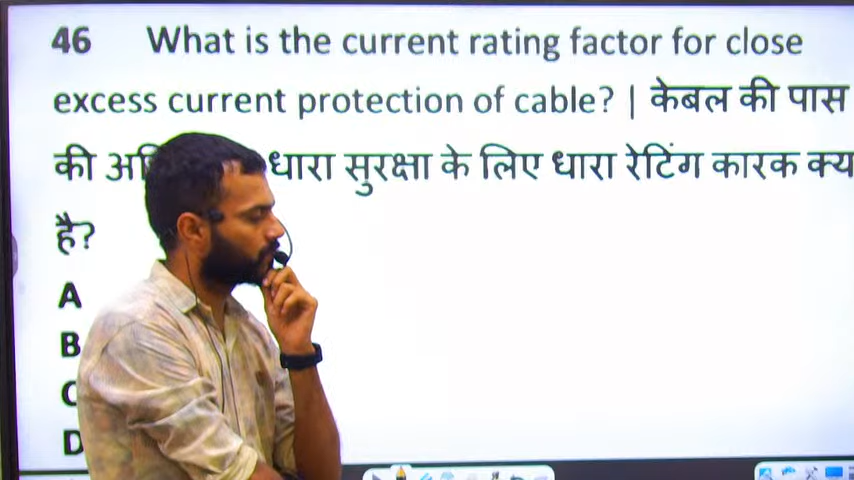 46 What is the current rating factor for close
excess current protection of cable? | केबल की पास
की धारा सुरक्षा के लिए धारा रेटिंग कारक
है?
A
B
C
D